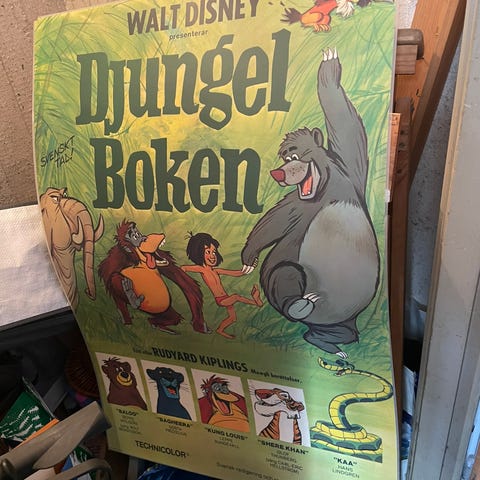 WALT DISNEY
presenterar
Djungel
Boken
SVENSKT
TAL!
RUDYARD KIPLINGS
"BALOO"
"BAGHEERA"
"KUNG LOUIE"
"SHERE KHAN"
"KAA"
HANS
LINDGREN
TECHNICOLOR